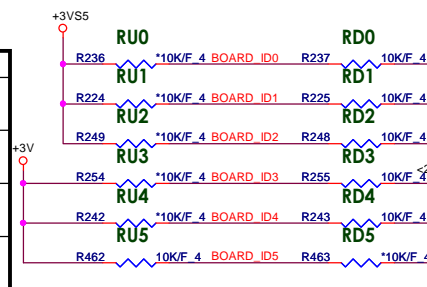 +3VS5
RU0 RD0
R236 *10K/F_4 BOARD_ID0 R237 10K/F_4
RU1 RD1
R224 *10K/F_4 BOARD_ID1 R225 10K/F_4
RU2 RD2
R249 *10K/F_4 BOARD_ID2 R248 10K/F_4
+3V
RU3 RD3
R254 *10K/F_4 BOARD_ID3 R255 10K/F_4
RU4 RD4
R242 *10K/F_4 BOARD_ID4 R243 10K/F_4
RU5 RD5
R462 10K/F_4 BOARD_ID5 R463 *10K/F_4